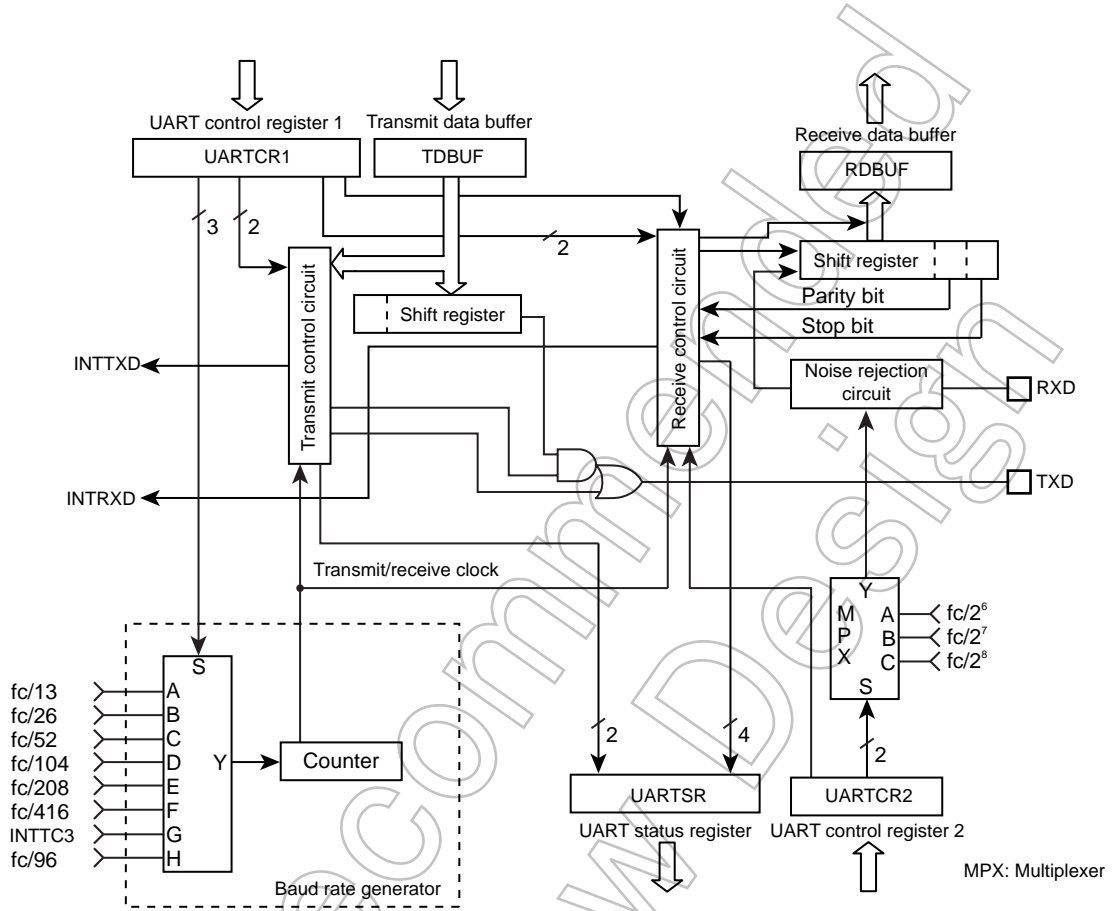 UART control register 1
Transmit data buffer
Receive data buffer
UARTCR1
TDBUF
RDBUF
3
2
2
Transmit control circuit
Receive control circuit
Shift register
Shift register
Parity bit
Stop bit
INTTXD
Noise rejection
circuit
RXD
INTRXD
TXD
Transmit/receive clock
Y
M
P
X
A
B
C
S
fc/2⁶
fc/2⁷
fc/2⁸
S
fc/13
A
fc/26
B
fc/52
C
fc/104
D
Y
Counter
fc/208
E
fc/416
F
INTTC3
G
fc/96
H
2
4
2
UARTSR
UARTCR2
UART status register
UART control register 2
Baud rate generator
MPX: Multiplexer
ecommended
w Design